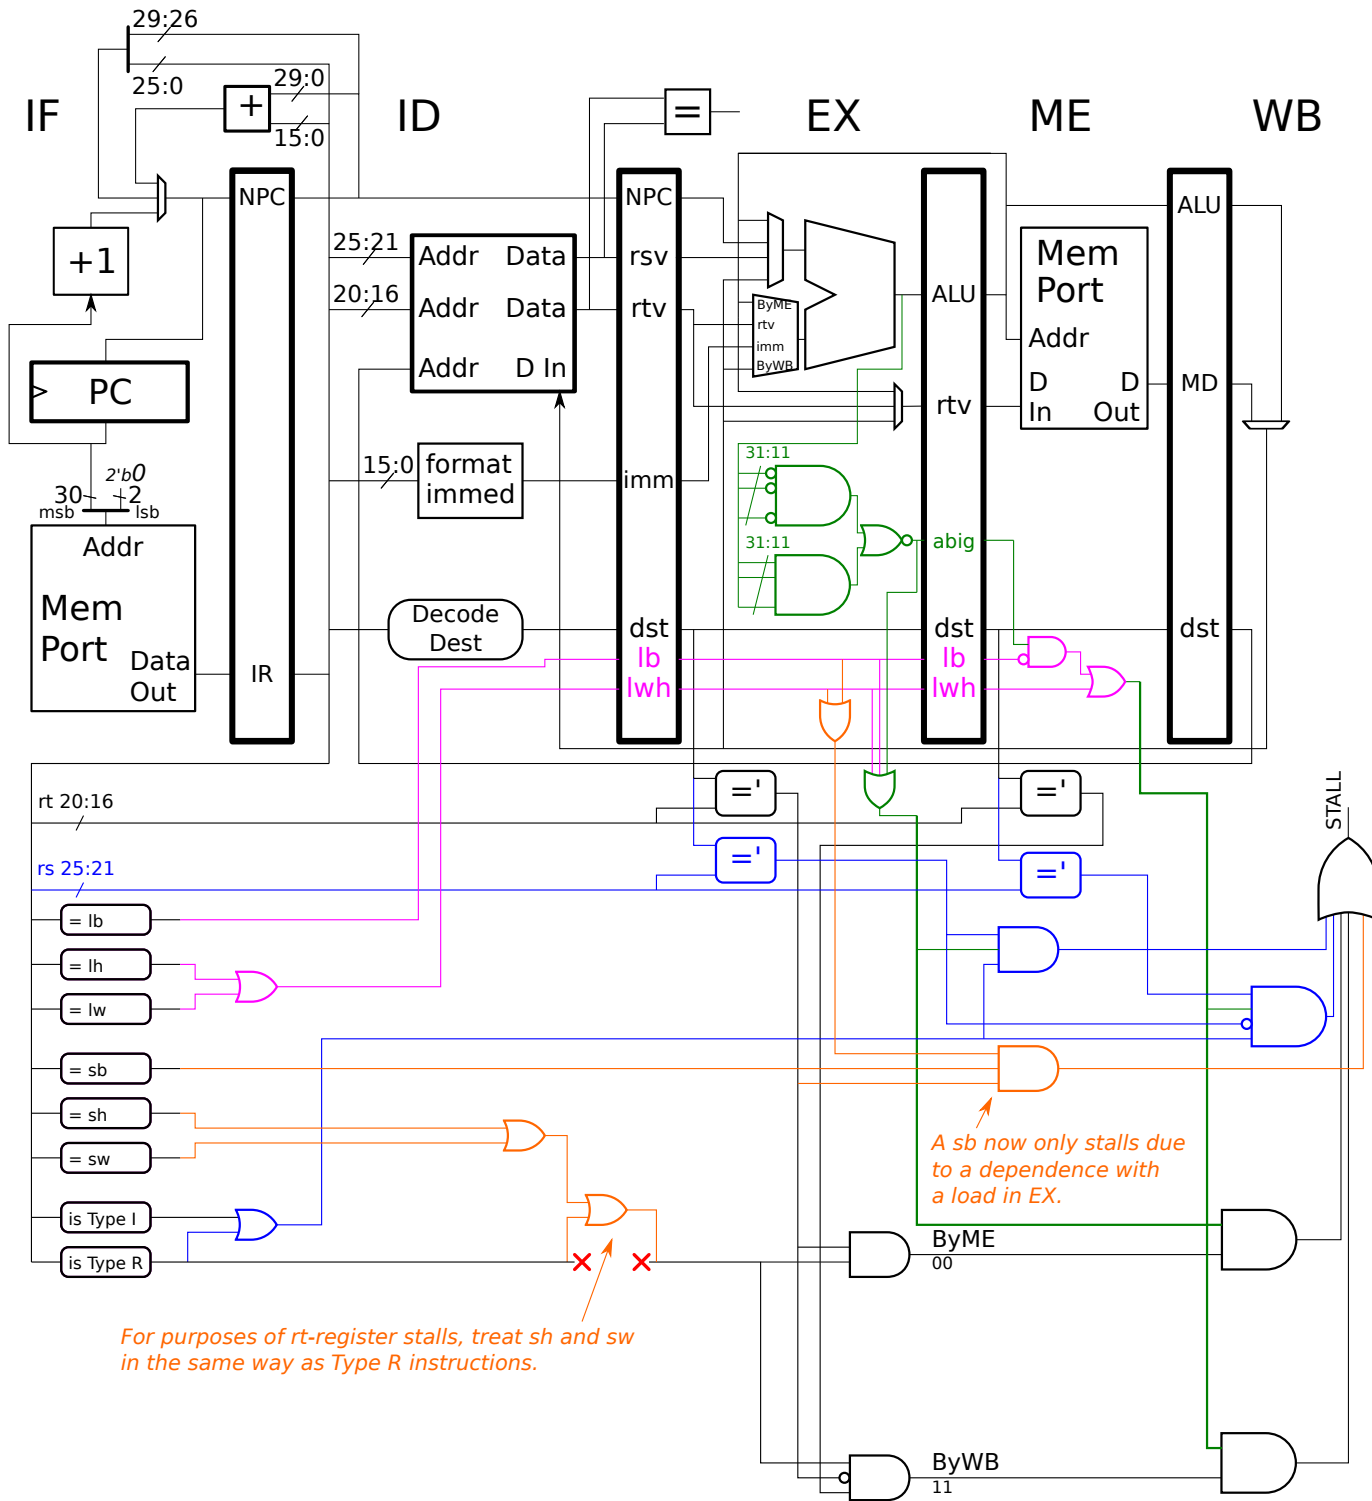 29:26
25:0
29:0
15:0
IF
ID
EX
ME
WB
+
=
NPC
NPC
ALU
+1
25:21
20:16
Addr
Data
Addr
Data
Addr
D In
rsv
rtv
ByME
rtv
imm
ByWB
ALU
Mem
Port
Addr
D
In
D
Out
MD
PC
rtv
15:0
format
immed
imm
31:11
31:11
abig
2'b0
30
2
msb
lsb
Addr
Mem
Port
Data
Out
IR
Decode
Dest
dst
lb
lwh
dst
lb
lwh
dst
rt 20:16
rs 25:21
='
='
='
='
STALL
= lb
= lh
= lw
= sb
= sh
= sw
is Type I
is Type R
A sb now only stalls due
to a dependence with
a load in EX.
ByME
00
For purposes of rt-register stalls, treat sh and sw
in the same way as Type R instructions.
ByWB
11